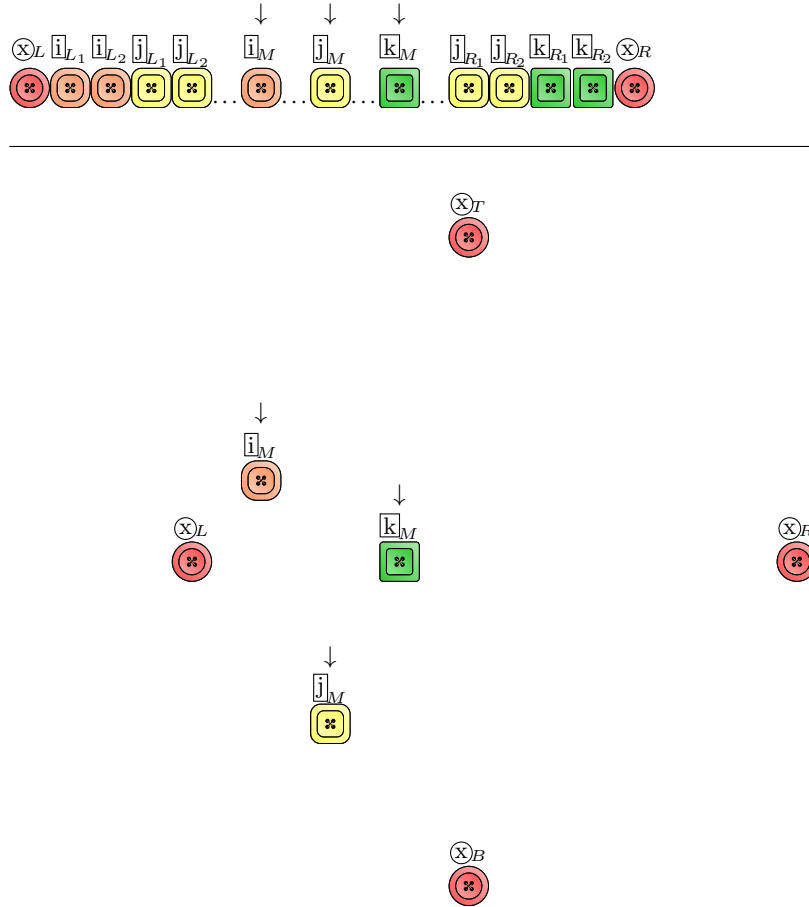 ↓ ↓ ↓
ⓧ_L i_{L_1} i_{L_2} j_{L_1} j_{L_2} i_M j_M k_M j_{R_1} j_{R_2} k_{R_1} k_{R_2} ⓧ_R
... ... ... ...
ⓧ_T
↓
i_M
↓
ⓧ_L k_M ⓧ_R
↓
j_M
ⓧ_B